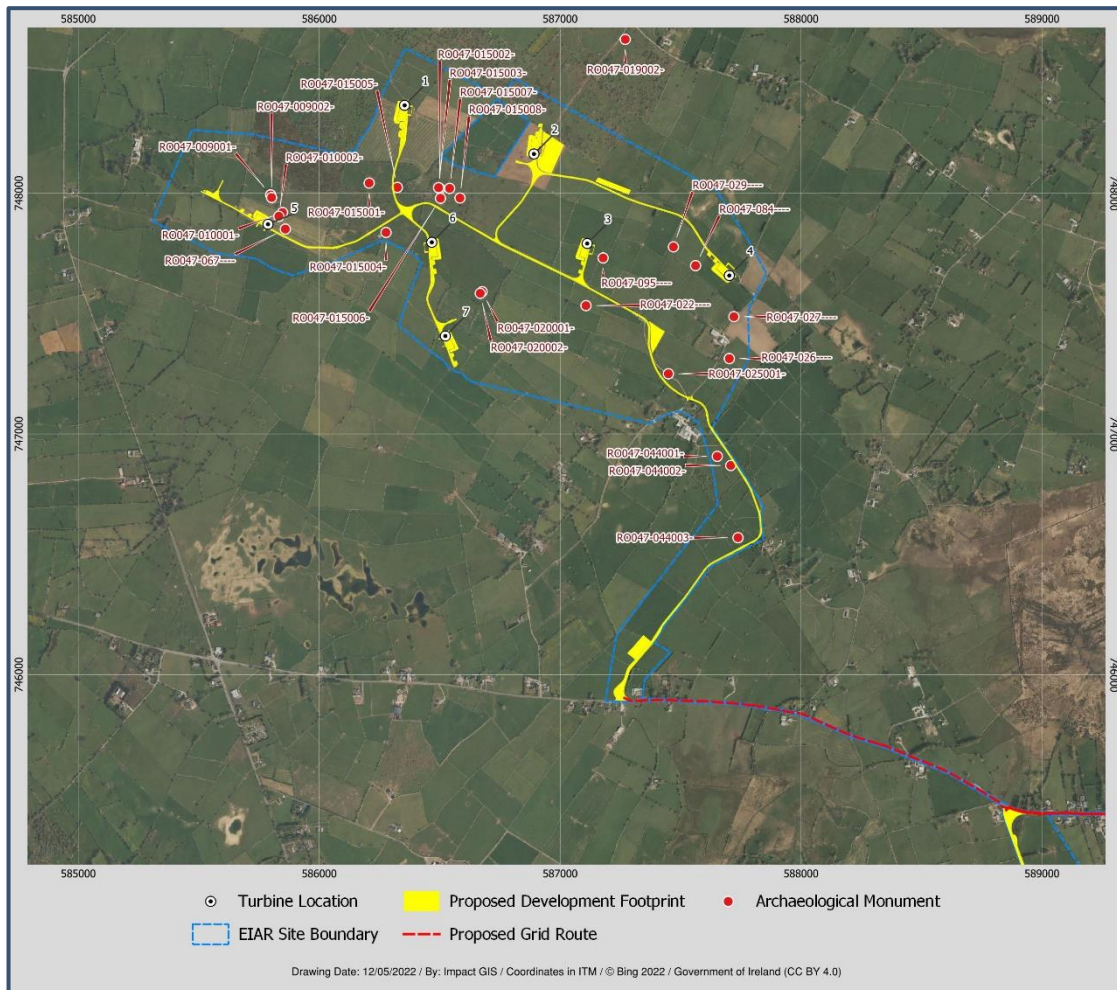 585000 586000 587000 588000 589000
RO047-015002-
RO047-015003-
RO047-019002-
RO047-015005-
1
RO047-015007-
RO047-009002-
RO047-015008-
2
RO047-009001-
RO047-010002-
748000
748000
RO047-029----
5
RO047-084----
RO047-010001-
RO047-015001-
6
3
4
RO047-067----
RO047-015004-
RO047-095----
RO047-022----
RO047-015006-
RO047-027----
7
RO047-020001-
RO047-020002-
RO047-026----
RO047-025001-
747000
747000
RO047-044001-
RO047-044002-
RO047-044003-
746000
746000
585000 586000 587000 588000 589000
Turbine Location Proposed Development Footprint Archaeological Monument
EIAR Site Boundary Proposed Grid Route
Drawing Date: 12/05/2022 / By: Impact GIS / Coordinates in ITM / © Bing 2022 / Government of Ireland (CC BY 4.0)